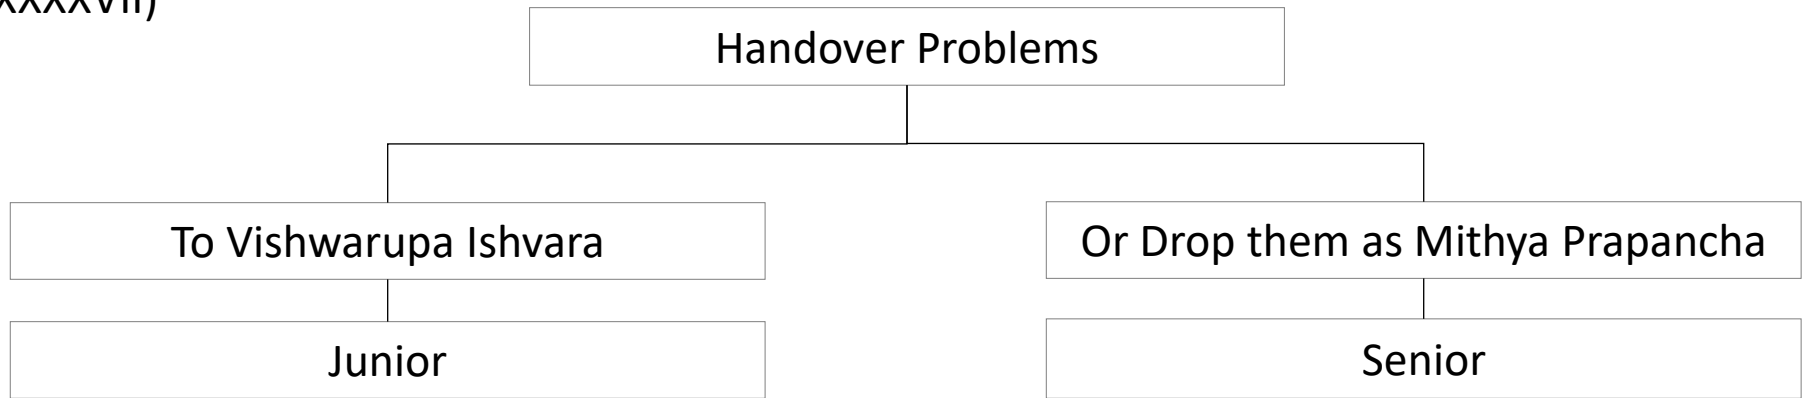 Handover Problems
To Vishwarupa Ishvara
Or Drop them as Mithya Prapancha
Junior
Senior